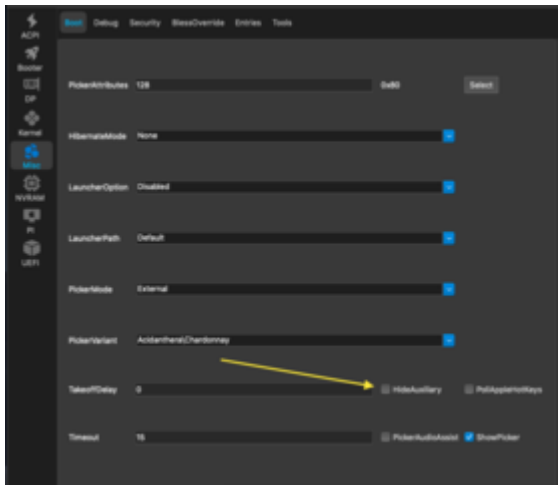 Boot Debug Security BlessOverride Entries Tools
ACPI
Booter
DP
Kernel
Misc
NVRAM
PI
UEFI
PickerAttributes 128 0x80 Select
HibernateMode None
LauncherOption Disabled
LauncherPath Default
PickerMode External
PickerVariant Acidanthera\Chardonnay
TakeoffDelay 0 HideAuxiliary PollAppleHotKeys
Timeout 15 PickerAudioAssist ShowPicker